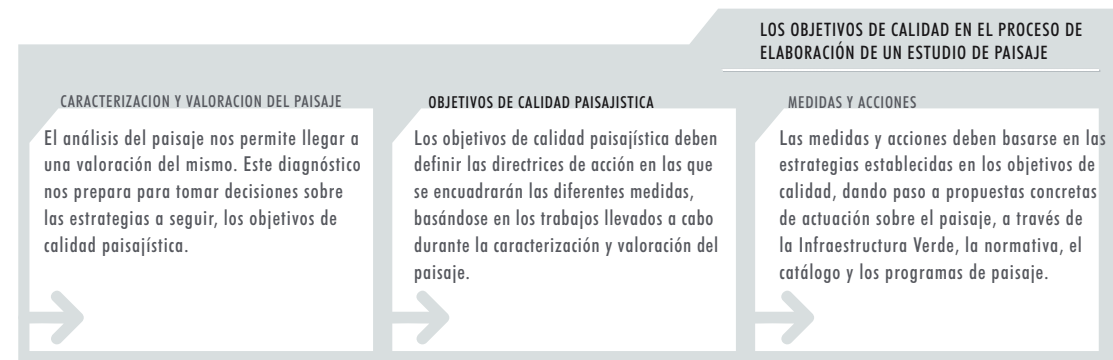 LOS OBJETIVOS DE CALIDAD EN EL PROCESO DE
ELABORACIÓN DE UN ESTUDIO DE PAISAJE
CARACTERIZACION Y VALORACION DEL PAISAJE
El análisis del paisaje nos permite llegar a
una valoración del mismo. Este diagnóstico
nos prepara para tomar decisiones sobre
las estrategias a seguir, los objetivos de
calidad paisajística.
OBJETIVOS DE CALIDAD PAISAJISTICA
Los objetivos de calidad paisajística deben
definir las directrices de acción en las que
se encuadrarán las diferentes medidas,
basándose en los trabajos llevados a cabo
durante la caracterización y valoración del
paisaje.
MEDIDAS Y ACCIONES
Las medidas y acciones deben basarse en las
estrategias establecidas en los objetivos de
calidad, dando paso a propuestas concretas
de actuación sobre el paisaje, a través de
la Infraestructura Verde, la normativa, el
catálogo y los programas de paisaje.